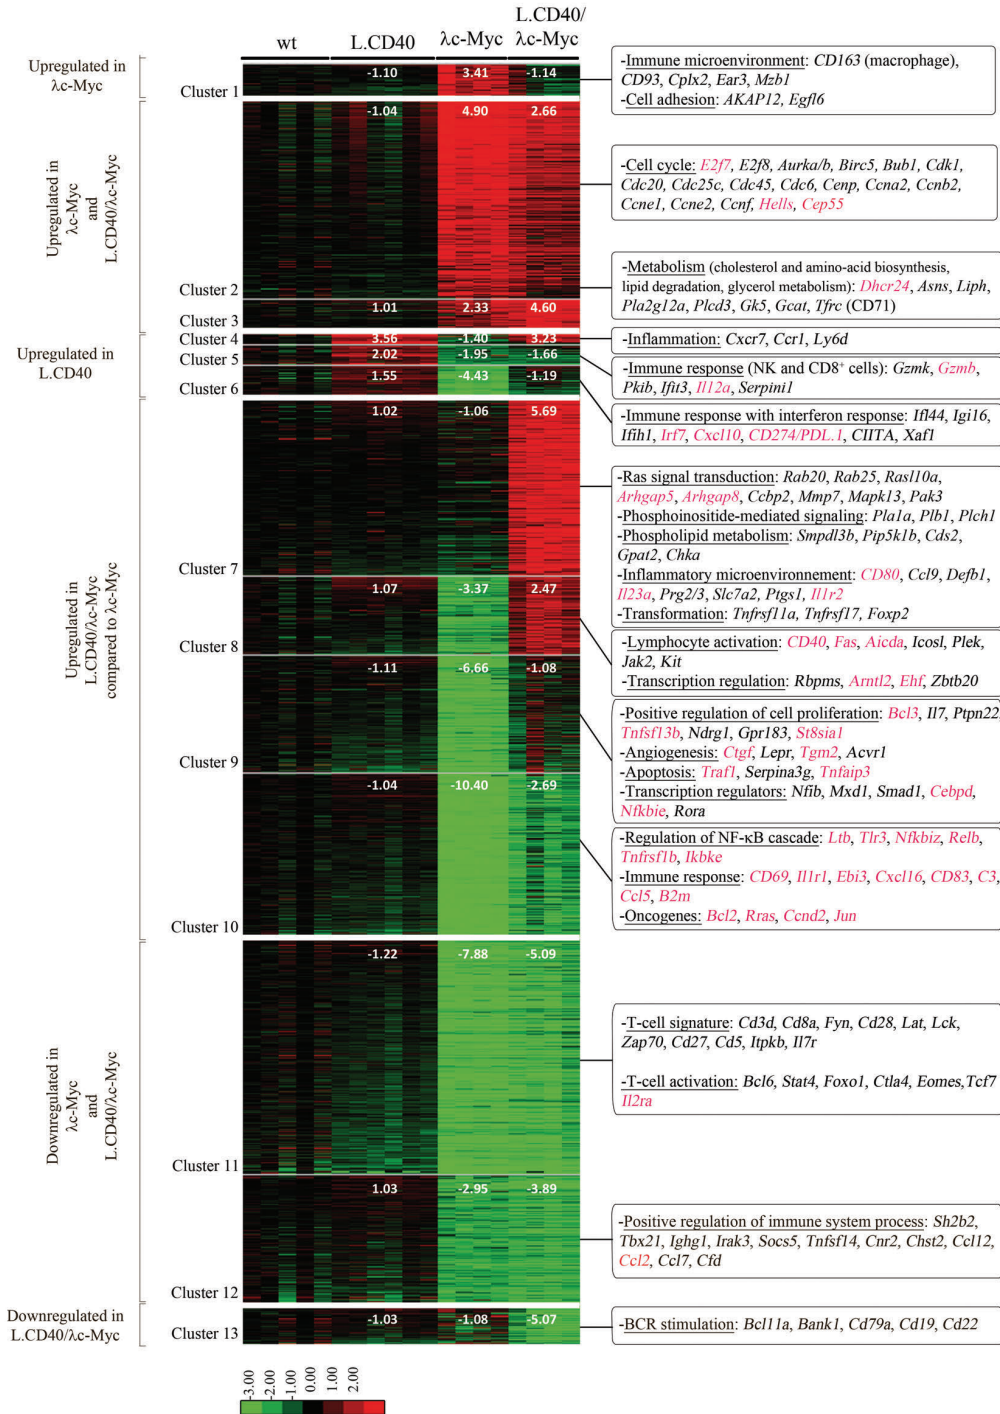 wt
L.CD40
λc-Myc
L.CD40/
λc-Myc
Upregulated in
λc-Myc
Cluster 1
-1.10
3.41
-1.14
-Immune microenvironment: CD163 (macrophage),
CD93, Cplx2, Ear3, Mzb1
-Cell adhesion: AKAP12, Egfl6
Upregulated in
λc-Myc
and
L.CD40/λc-Myc
-1.04
4.90
2.66
Cluster 2
-Cell cycle: E2f7, E2f8, Aurka/b, Birc5, Bub1, Cdk1,
Cdc20, Cdc25c, Cdc45, Cdc6, Cenp, Ccna2, Ccnb2,
Ccne1, Ccne2, Ccnf, Hells, Cep55
1.01
2.33
4.60
Cluster 3
-Metabolism (cholesterol and amino-acid biosynthesis,
lipid degradation, glycerol metabolism): Dhcr24, Asns, Liph,
Pla2g12a, Plcd3, Gk5, Gcat, Tfrc (CD71)
Upregulated in
L.CD40
Cluster 4
3.56
-1.40
3.23
-Inflammation: Cxcr7, Ccr1, Ly6d
Cluster 5
2.02
-1.95
-1.66
-Immune response (NK and CD8⁺ cells): Gzmk, Gzmb,
Pkib, Ifit3, Il12a, Serpini1
Cluster 6
1.55
-4.43
-1.19
-Immune response with interferon response: Ifl44, Igi16,
Ifih1, Irf7, Cxcl10, CD274/PDL.1, CIITA, Xaf1
Upregulated in
L.CD40/λc-Myc
compared to λc-Myc
1.02
-1.06
5.69
Cluster 7
-Ras signal transduction: Rab20, Rab25, Rasl10a,
Arhgap5, Arhgap8, Ccbp2, Mmp7, Mapk13, Pak3
-Phosphoinositide-mediated signaling: Pla1a, Plb1, Plch1
-Phospholipid metabolism: Smpdl3b, Pip5k1b, Cds2,
Gpat2, Chka
-Inflammatory microenvironnement: CD80, Ccl9, Defb1,
Il23a, Prg2/3, Slc7a2, Ptgs1, Il1r2
-Transformation: Tnfrsf11a, Tnfrsf17, Foxp2
1.07
-3.37
2.47
Cluster 8
-Lymphocyte activation: CD40, Fas, Aicda, Icosl, Plek,
Jak2, Kit
-Transcription regulation: Rbpms, Arntl2, Ehf, Zbtb20
-1.11
-6.66
-1.08
Cluster 9
-Positive regulation of cell proliferation: Bcl3, Il7, Ptpn22,
Tnfsf13b, Ndrg1, Gpr183, St8sia1
-Angiogenesis: Ctgf, Lepr, Tgm2, Acvr1
-Apoptosis: Traf1, Serpina3g, Tnfaip3
-Transcription regulators: Nfib, Mxd1, Smad1, Cebpd,
Nfkbie, Rora
-1.04
-10.40
-2.69
Cluster 10
-Regulation of NF-κB cascade: Ltb, Tlr3, Nfkbiz, Relb,
Tnfrsf1b, Ikbke
-Immune response: CD69, Il1r1, Ebi3, Cxcl16, CD83, C3,
Ccl5, B2m
-Oncogenes: Bcl2, Rras, Ccnd2, Jun
Downregulated in
λc-Myc
and
L.CD40/λc-Myc
-1.22
-7.88
-5.09
Cluster 11
-T-cell signature: Cd3d, Cd8a, Fyn, Cd28, Lat, Lck,
Zap70, Cd27, Cd5, Itpkb, Il7r
-T-cell activation: Bcl6, Stat4, Foxo1, Ctla4, Eomes,Tcf7
Il2ra
1.03
-2.95
-3.89
Cluster 12
-Positive regulation of immune system process: Sh2b2,
Tbx21, Ighg1, Irak3, Socs5, Tnfsf14, Cnr2, Chst2, Ccl12,
Ccl2, Ccl7, Cfd
Downregulated in
L.CD40/λc-Myc
-1.03
-1.08
-5.07
Cluster 13
-BCR stimulation: Bcl11a, Bank1, Cd79a, Cd19, Cd22
-3.00
-2.00
-1.00
0.00
1.00
2.00